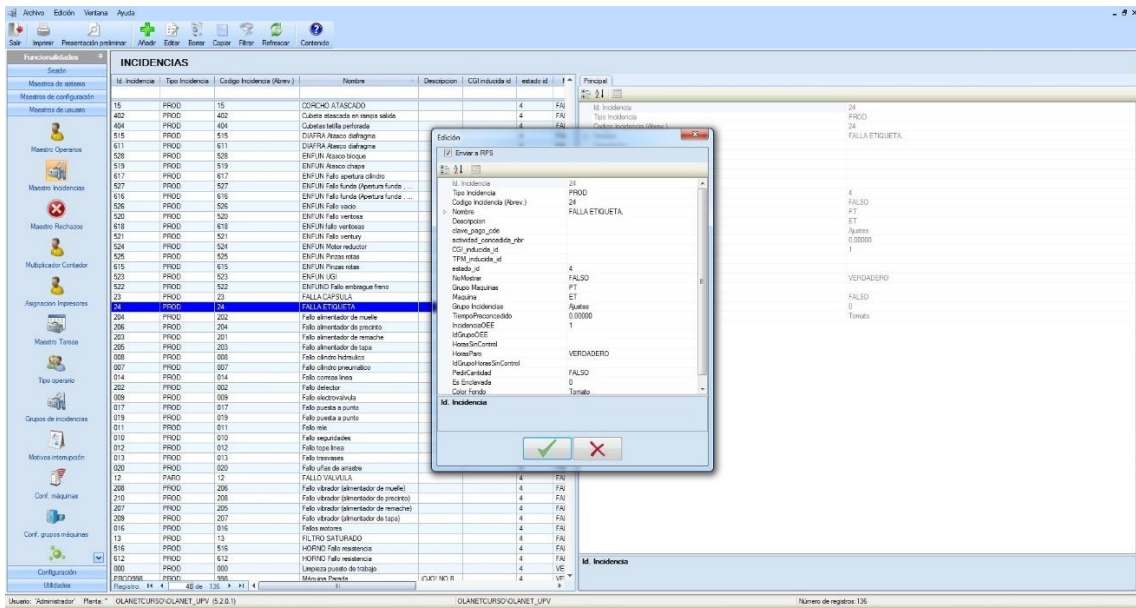 Archivo Edición Ventana Ayuda
Salir Imprimir Presentación preliminar Añadir Editar Borrar Copiar Filtrar Refrescar Contenido
Funcionalidades
Sesión
Maestros de sistema
Maestros de configuración
Maestros de usuario
Maestro Operarios
Maestro Incidencias
Maestro Rechazos
Multiplicador Contador
Asignacion Impresoras
Maestro Tareas
Tipo operario
Grupos de incidencias
Motivos interrupción
Conf. máquinas
Conf. grupos máquinas
Configuración
Utilidades
INCIDENCIAS
Id. Incidencia Tipo Incidencia Codigo Incidencia (Abrev.) Nombre Descripcion CGI inducida id estado id
15 PROD 15 CORCHO ATASCADO 4 FAl
402 PROD 402 Cubeta atascada en rampa salida 4 FAl
404 PROD 404 Cubetas tetilla perforada 4 FAl
515 PROD 515 DIAFRA Atasco diafragma
611 PROD 611 DIAFRA Atasco diafragma
528 PROD 528 ENFUN Atasco bloque
519 PROD 519 ENFUN Atasco chapa
617 PROD 617 ENFUN Fallo apertura cilindro
527 PROD 527 ENFUN Fallo funda (Apertura funda , ...
616 PROD 616 ENFUN Fallo funda (Apertura funda , ...
526 PROD 526 ENFUN Fallo vacio
520 PROD 520 ENFUN Fallo ventosa
618 PROD 618 ENFUN fallo ventosas
521 PROD 521 ENFUN Fallo ventury
524 PROD 524 ENFUN Motor reductor
525 PROD 525 ENFUN Pinzas rotas
615 PROD 615 ENFUN Pinzas rotas
523 PROD 523 ENFUN UGI
522 PROD 522 ENFUND Fallo embrague freno
23 PROD 23 FALLA CAPSULA
24 PROD 24 FALLA ETIQUETA
204 PROD 202 Fallo alimentador de muelle
206 PROD 204 Fallo alimentador de precinto
203 PROD 201 Fallo alimentador de remache
205 PROD 203 Fallo alimentador de tapa
008 PROD 008 Fallo cilindro hidraulico
007 PROD 007 Fallo cilindro pneumatico
014 PROD 014 Fallo correas linea
202 PROD 002 Fallo detector
009 PROD 009 Fallo electrovalvula
017 PROD 017 Fallo puesta a punto
019 PROD 019 Fallo puesta a punto
011 PROD 011 Fallo rele
010 PROD 010 Fallo seguridades
012 PROD 012 Fallo tope linea
013 PROD 013 Fallo trasvases
020 PROD 020 Fallo uñas de arrastre
12 PARO 12 FALLO VALVULA 4 FAl
208 PROD 206 Fallo vibrador (alimentador de muelle) 4 FAl
210 PROD 208 Fallo vibrador (alimentador de precinto) 4 FAl
207 PROD 205 Fallo vibrador (alimentador de remache) 4 FAl
209 PROD 207 Fallo vibrador (alimentador de tapa) 4 FAl
016 PROD 016 Fallos motores 4 FAl
13 PROD 13 FILTRO SATURADO 4 FAl
516 PROD 516 HORNO Fallo resistencia 4 FAl
612 PROD 612 HORNO Fallo resistencia 4 FAl
000 PROD 000 Limpieza puesto de trabajo 4 VE
PROD998 PROD 998 Máquina Parada ¡OJO! NO B... 4 VE
Registro: 48 de 136
Edición
Enviar a RPS
Id. Incidencia 24
Tipo Incidencia PROD
Codigo Incidencia (Abrev.) 24
Nombre FALLA ETIQUETA.
Descripcion
clave_pago_cde
actividad_concedida_nbr
CGI_inducida_id
TPM_inducida_id
estado_id 4
NoMostrar FALSO
Grupo Maquinas PT
Maquina ET
Grupo Incidencias Ajustes
TiempoPreconcedido 0.00000
IncidenciaOEE 1
IdGrupoOEE
HorasSinControl
HorasParo VERDADERO
IdGrupoHorasSinControl
PedirCantidad FALSO
Es Enclavada 0
Color Fondo Tomato
Id. Incidencia
Principal
Id. Incidencia 24
Tipo Incidencia PROD
Codigo Incidencia (Abrev.) 24
FALLA ETIQUETA.
4
FALSO
PT
ET
Ajustes
0.00000
1
VERDADERO
FALSO
0
Tomato
Id. Incidencia
Usuario: 'Administrador' Planta: '' OLANETCURSO\OLANET_UPV (5.2.0.1) OLANETCURSO\OLANET_UPV Número de registros: 136